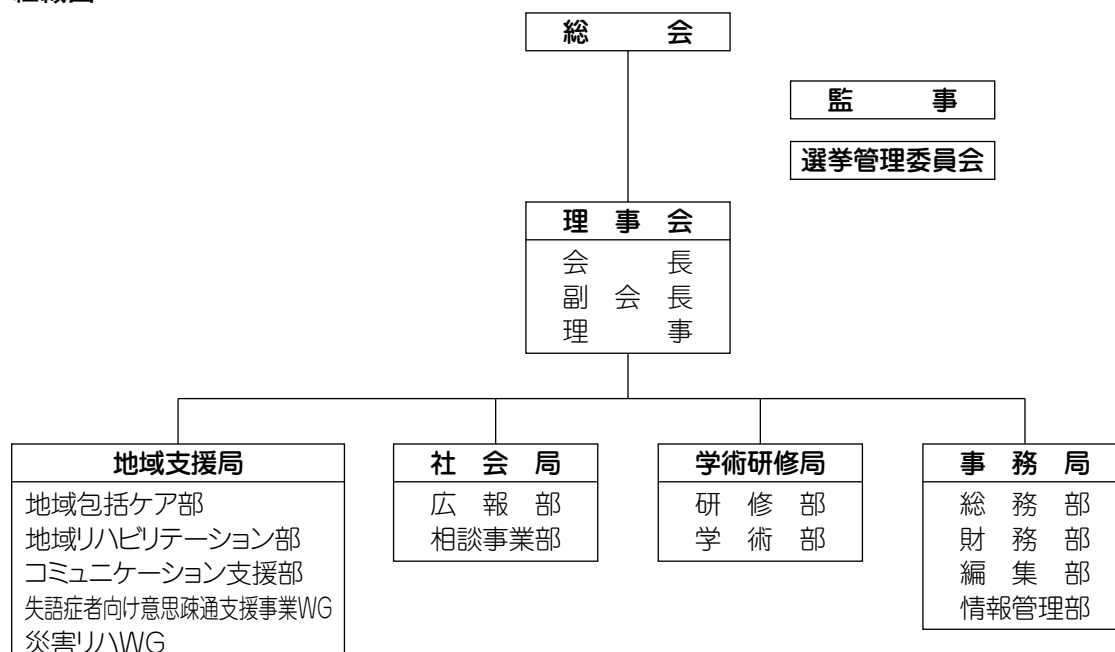 総会
監事
選挙管理委員会
理事会
会長
副会長
理事
地域支援局
地域包括ケア部
地域リハビリテーション部
コミュニケーション支援部
失語症者向け意思疎通支援事業WG
災害リハWG
社会局
広報部
相談事業部
学術研修局
研修部
学術部
事務局
総務部
財務部
編集部
情報管理部